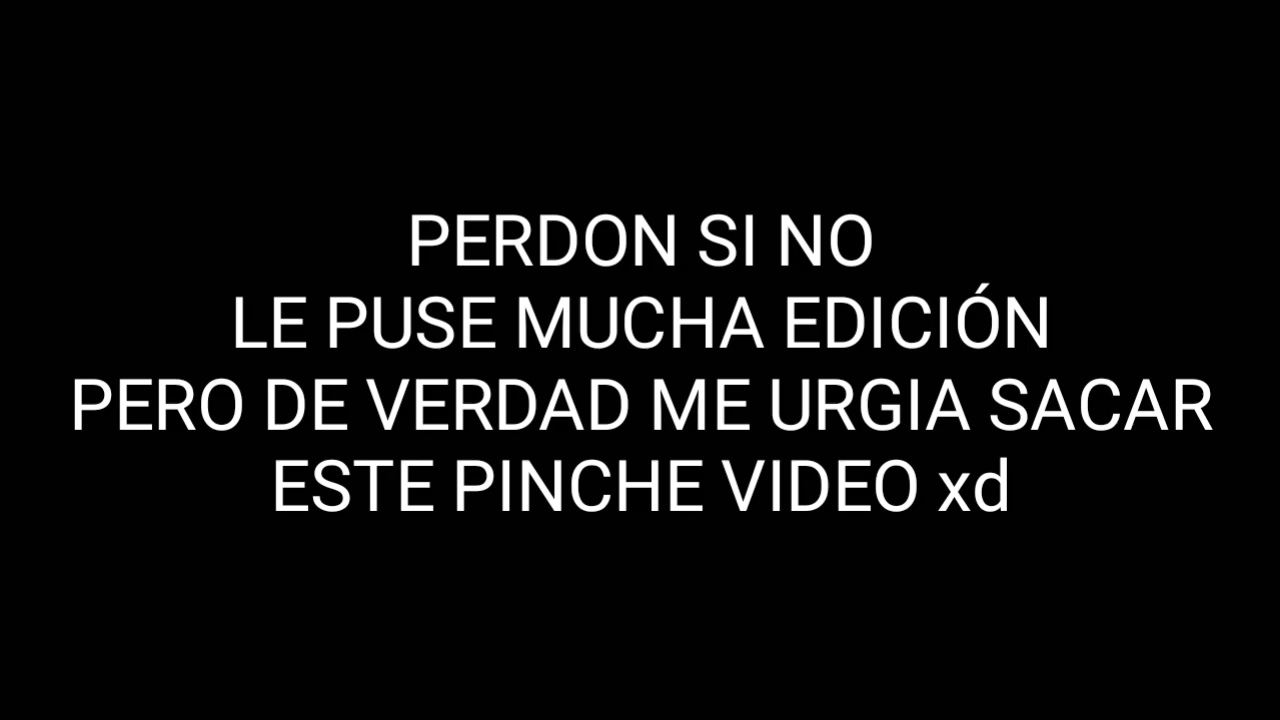 PERDON SI NO
LE PUSE MUCHA EDICIÓN
PERO DE VERDAD ME URGIA SACAR
ESTE PINCHE VIDEO xd